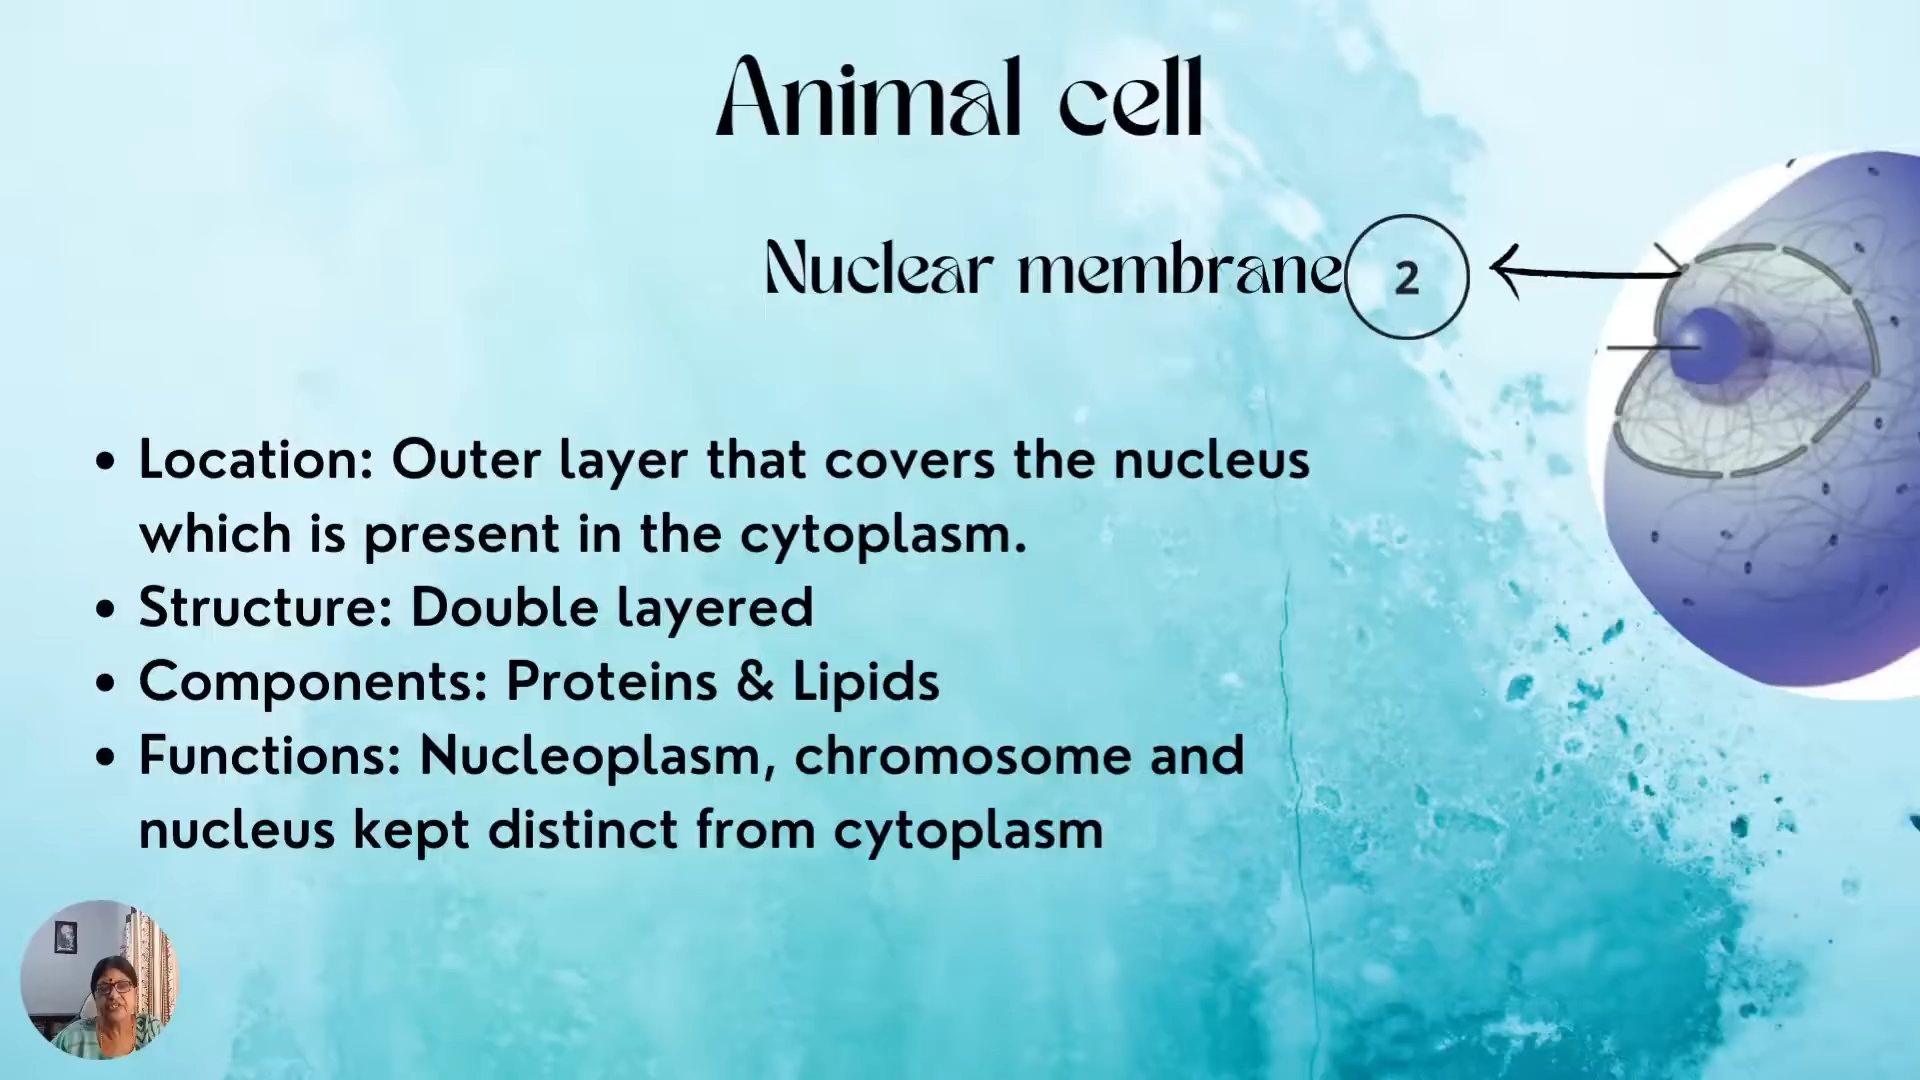 Animal cell
Nuclear membrane 2
• Location: Outer layer that covers the nucleus
which is present in the cytoplasm.
• Structure: Double layered
• Components: Proteins & Lipids
• Functions: Nucleoplasm, chromosome and
nucleus kept distinct from cytoplasm